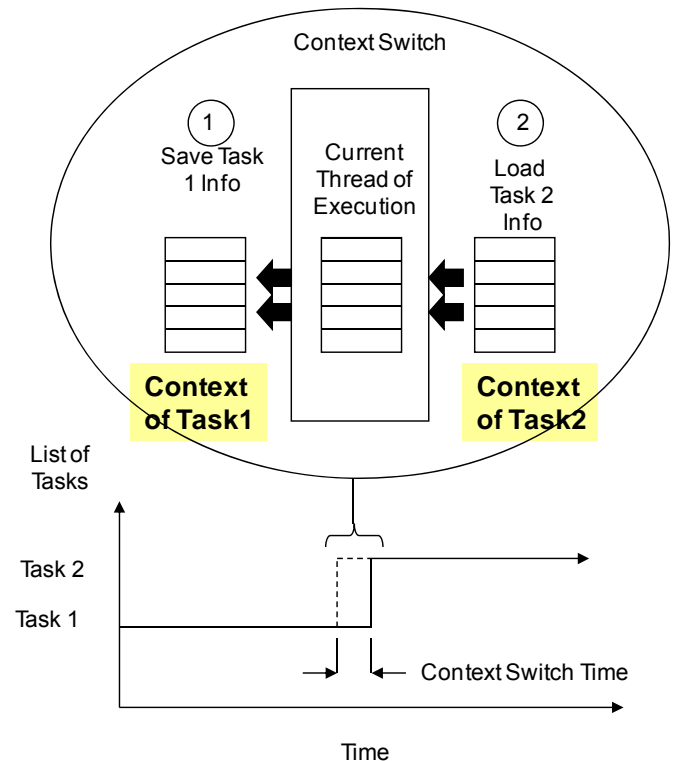 Context Switch
1
Save Task
1 Info
Current
Thread of
Execution
2
Load
Task 2
Info
Context
of Task1
Context
of Task2
List of
Tasks
Task 2
Task 1
Context Switch Time
Time